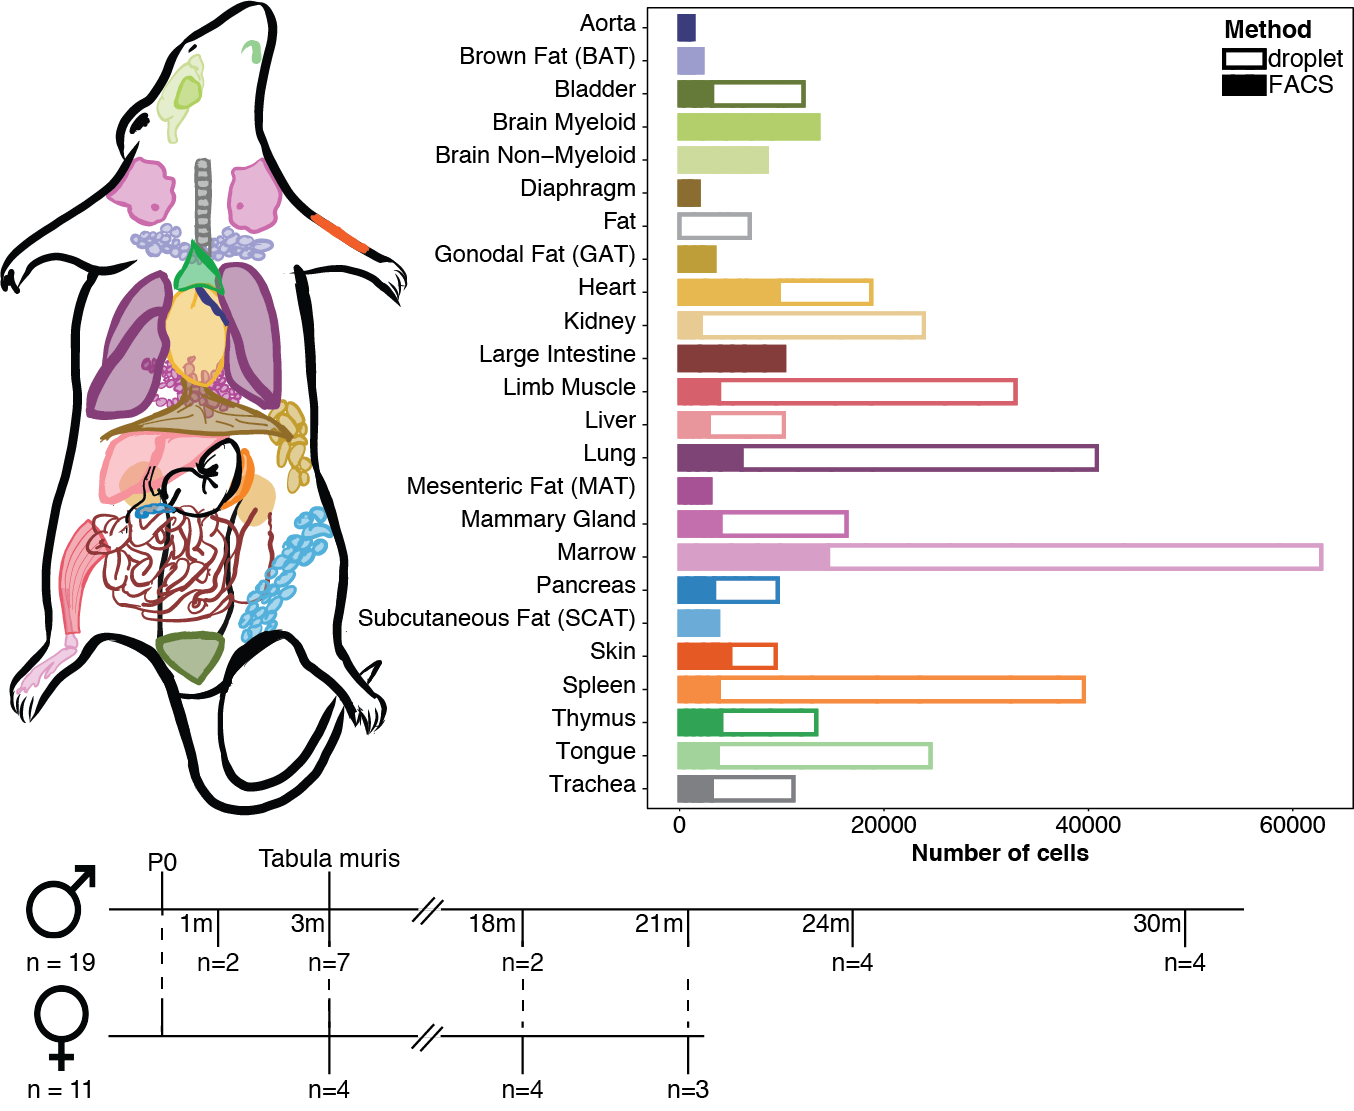 Aorta
Brown Fat (BAT)
Bladder
Brain Myeloid
Brain Non−Myeloid
Diaphragm
Fat
Gonodal Fat (GAT)
Heart
Kidney
Large Intestine
Limb Muscle
Liver
Lung
Mesenteric Fat (MAT)
Mammary Gland
Marrow
Pancreas
Subcutaneous Fat (SCAT)
Skin
Spleen
Thymus
Tongue
Trachea
Method
droplet
FACS
0 20000 40000 60000
Number of cells
P0 Tabula muris
1m 3m 18m 21m 24m 30m
n = 19 n=2 n=7 n=2 n=4 n=4
n = 11 n=4 n=4 n=3